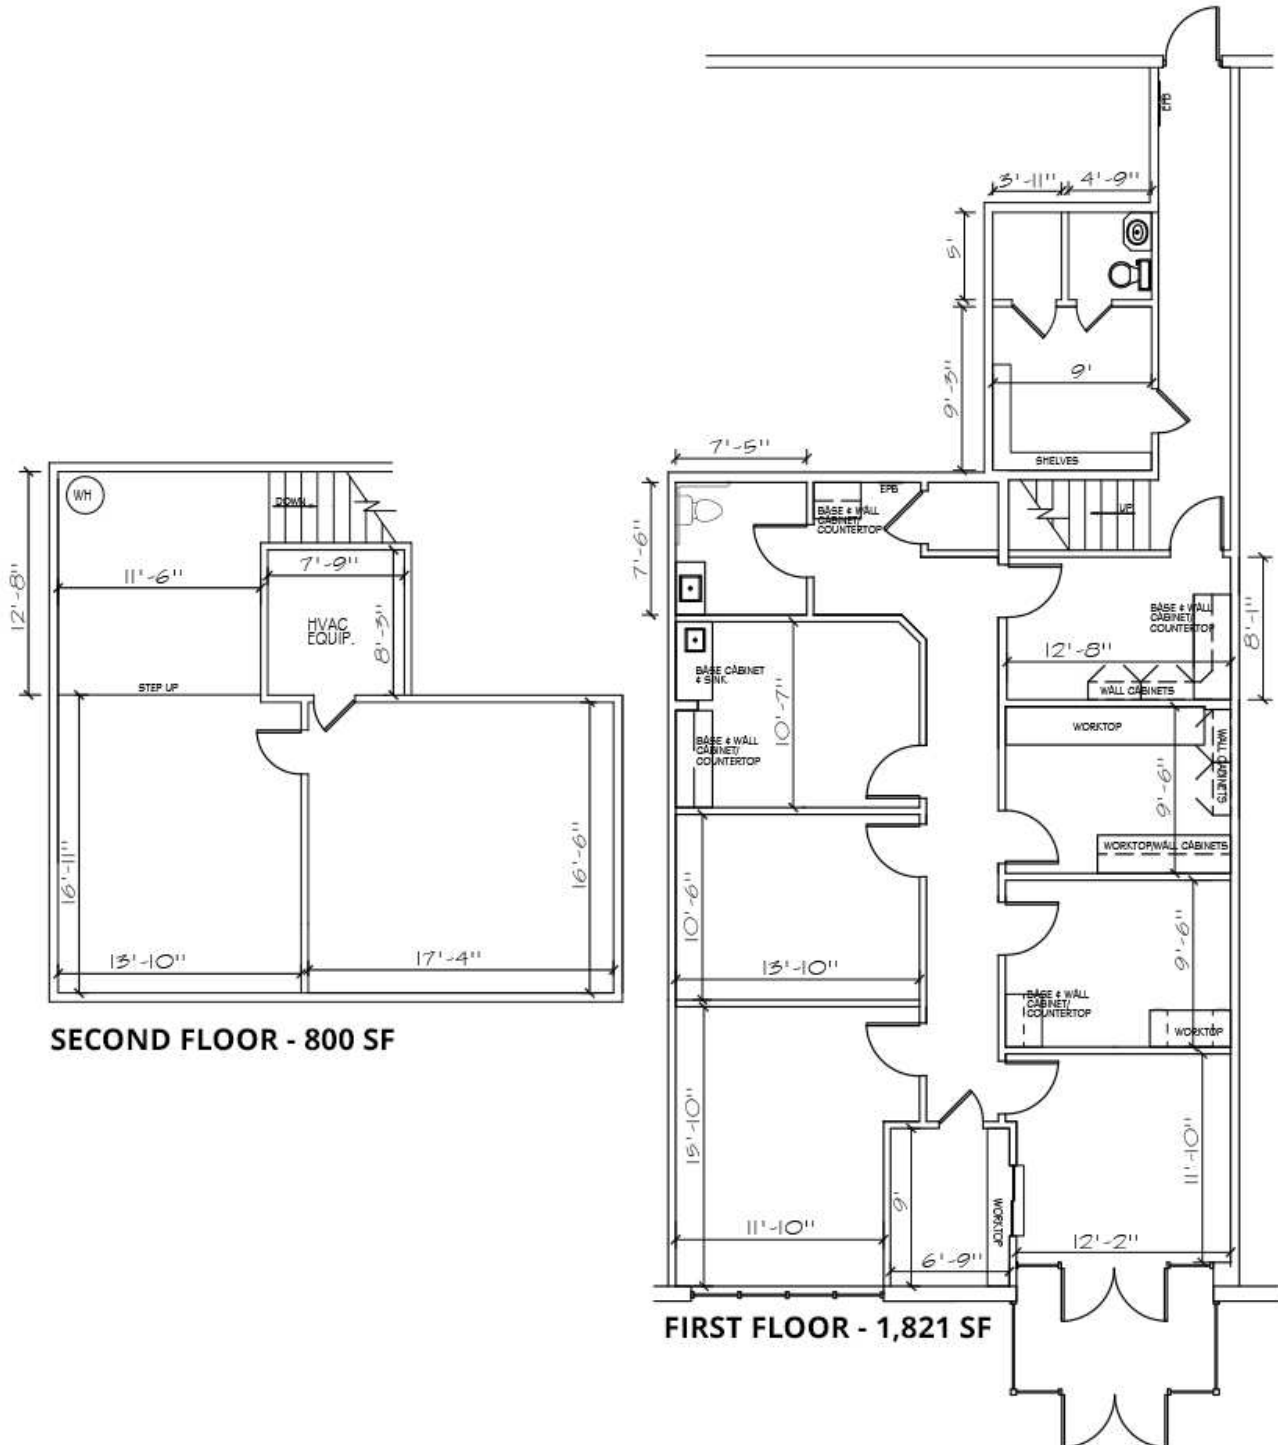 EPB
3'-11"
4'-9"
5'
9'-3"
9'
SHELVES
7'-5"
7'-6"
EPB
BASE & WALL
CABINET/
COUNTERTOP
UP
BASE & WALL
CABINET/
COUNTERTOP
8'-1"
12'-8"
WALL CABINETS
BASE CABINET
& SINK
10'-7"
BASE & WALL
CABINET/
COUNTERTOP
WORKTOP
WALL CABINETS
9'-6"
WORKTOP/WALL CABINETS
10'-6"
13'-10"
9'-6"
BASE & WALL
CABINET/
COUNTERTOP
WORKTOP
15'-10"
11'-10"
9'
WORKTOP
6'-9"
11'-10"
12'-2"
FIRST FLOOR - 1,821 SF
WH
DOWN
12'-8"
11'-6"
7'-9"
HVAC
EQUIP.
8'-3"
STEP UP
16'-11"
16'-6"
13'-10"
17'-4"
SECOND FLOOR - 800 SF